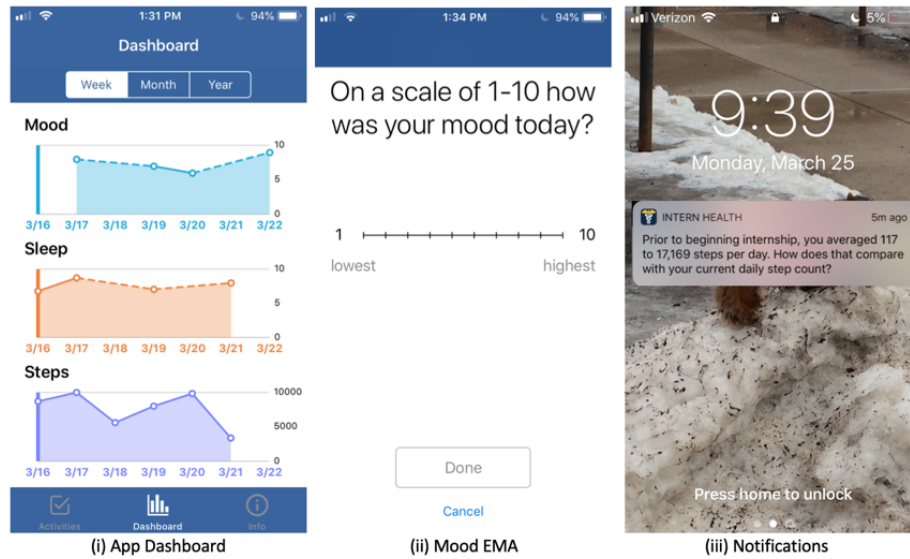 1:31 PM
94%
Dashboard
Week Month Year
Mood
10
5
0
3/16 3/17 3/18 3/19 3/20 3/21 3/22
Sleep
10
5
0
3/16 3/17 3/18 3/19 3/20 3/21 3/22
Steps
10000
5000
0
3/16 3/17 3/18 3/19 3/20 3/21 3/22
Activities Dashboard Info
(i) App Dashboard
1:34 PM
94%
On a scale of 1-10 how
was your mood today?
1 10
lowest highest
Done
Cancel
(ii) Mood EMA
Verizon 5%
9:39
Monday, March 25
INTERN HEALTH 5m ago
Prior to beginning internship, you averaged 117
to 17,169 steps per day. How does that compare
with your current daily step count?
Press home to unlock
(iii) Notifications